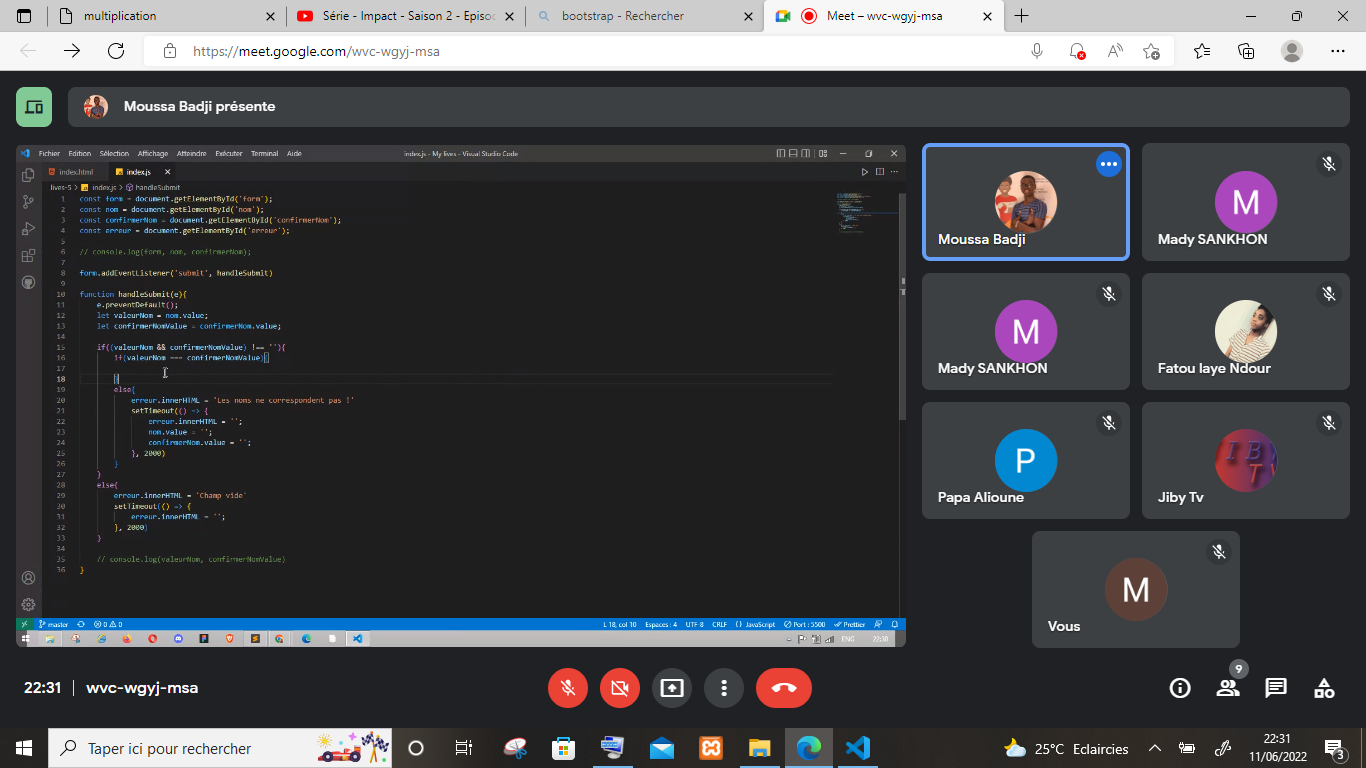 multiplication
Série - Impact - Saison 2 - Episo
bootstrap - Rechercher
Meet – wvc-wgyj-msa
https://meet.google.com/wvc-wgyj-msa
Moussa Badji présente
Fichier Edition Sélection Affichage Atteindre Exécuter Terminal Aide
index.js - My lives - Visual Studio Code
index.html
index.js
lives-5 > index.js > handleSubmit
1 const form = document.getElementById('form');
2 const nom = document.getElementById('nom');
3 const confirmerNom = document.getElementById('confirmerNom');
4 const erreur = document.getElementById('erreur');
5
6 // console.log(form, nom, confirmerNom);
7
8 form.addEventListener('submit', handleSubmit)
9
10 function handleSubmit(e){
11 e.preventDefault();
12 let valeurNom = nom.value;
13 let confirmerNomValue = confirmerNom.value;
14
15 if((valeurNom && confirmerNomValue) !== ''){
16 if(valeurNom === confirmerNomValue){
17
18 }
19 else{
20 erreur.innerHTML = 'Les noms ne correspondent pas !'
21 setTimeout(() => {
22 erreur.innerHTML = '';
23 nom.value = '';
24 confirmerNom.value = '';
25 }, 2000)
26 }
27 }
28 else{
29 erreur.innerHTML = 'Champ vide'
30 setTimeout(() => {
31 erreur.innerHTML = '';
32 }, 2000)
33 }
34
35 // console.log(valeurNom, confirmerNomValue)
36 }
master
0 0
L 18, col 10 Espaces : 4 UTF-8 CRLF JavaScript Port : 5500 Prettier
ENG 22:30
Moussa Badji
M
Mady SANKHON
M
Mady SANKHON
Fatou laye Ndour
P
Papa Alioune
IB
TV
Jiby Tv
M
Vous
22:31 | wvc-wgyj-msa
9
Taper ici pour rechercher
25°C Eclaircies
22:31
11/06/2022
3